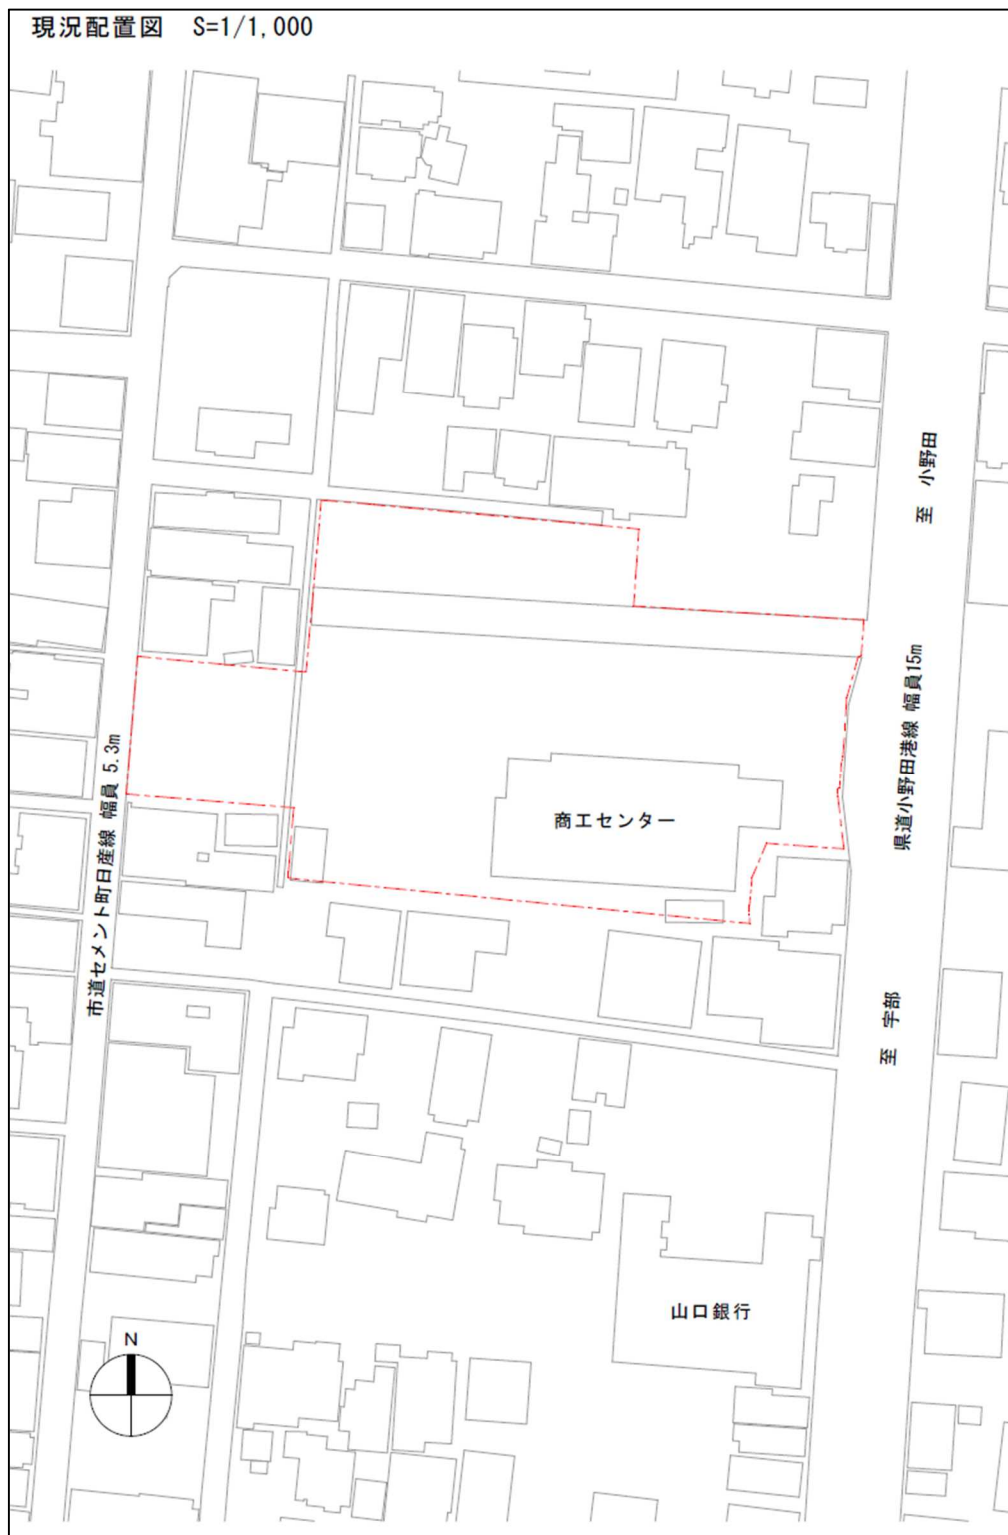 現況配置図 S=1/1,000
至 小野田
県道小野田港線 幅員15m
商工センター
市道セメント町日産線 幅員 5.3m
至 宇部
山口銀行
N